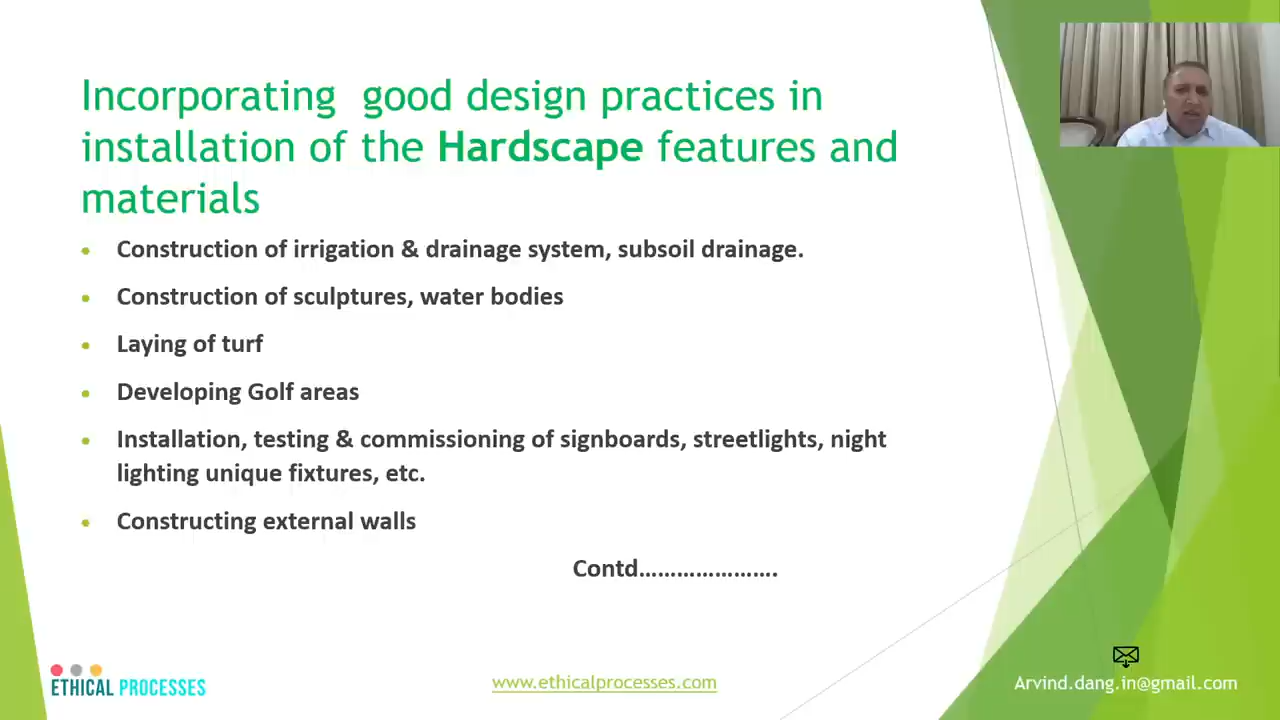 Incorporating  good design practices in
installation of the Hardscape features and
materials
Construction of irrigation & drainage system, subsoil drainage.
Construction of sculptures, water bodies
Laying of turf
Developing Golf areas
Installation, testing & commissioning of signboards, streetlights, night
lighting unique fixtures, etc.
Constructing external walls
Contd………………….
ETHICAL PROCESSES
www.ethicalprocesses.com
Arvind.dang.in@gmail.com